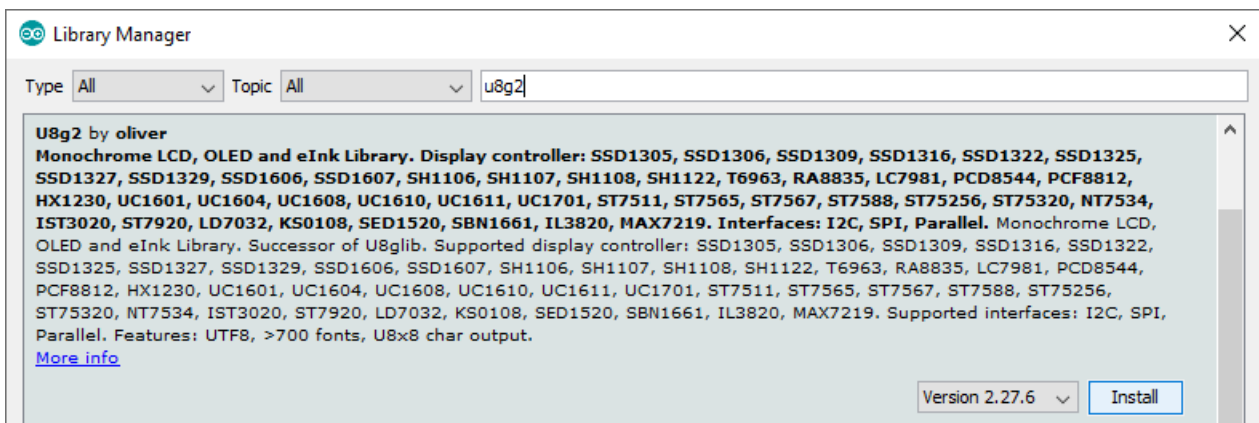 Library Manager
Type All Topic All u8g2
U8g2 by oliver
Monochrome LCD, OLED and eInk Library. Display controller: SSD1305, SSD1306, SSD1309, SSD1316, SSD1322, SSD1325,
SSD1327, SSD1329, SSD1606, SSD1607, SH1106, SH1107, SH1108, SH1122, T6963, RA8835, LC7981, PCD8544, PCF8812,
HX1230, UC1601, UC1604, UC1608, UC1610, UC1611, UC1701, ST7511, ST7565, ST7567, ST7588, ST75256, ST75320, NT7534,
IST3020, ST7920, LD7032, KS0108, SED1520, SBN1661, IL3820, MAX7219. Interfaces: I2C, SPI, Parallel. Monochrome LCD,
OLED and eInk Library. Successor of U8glib. Supported display controller: SSD1305, SSD1306, SSD1309, SSD1316, SSD1322,
SSD1325, SSD1327, SSD1329, SSD1606, SSD1607, SH1106, SH1107, SH1108, SH1122, T6963, RA8835, LC7981, PCD8544,
PCF8812, HX1230, UC1601, UC1604, UC1608, UC1610, UC1611, UC1701, ST7511, ST7565, ST7567, ST7588, ST75256,
ST75320, NT7534, IST3020, ST7920, LD7032, KS0108, SED1520, SBN1661, IL3820, MAX7219. Supported interfaces: I2C, SPI,
Parallel. Features: UTF8, >700 fonts, U8x8 char output.
More info
Version 2.27.6 Install